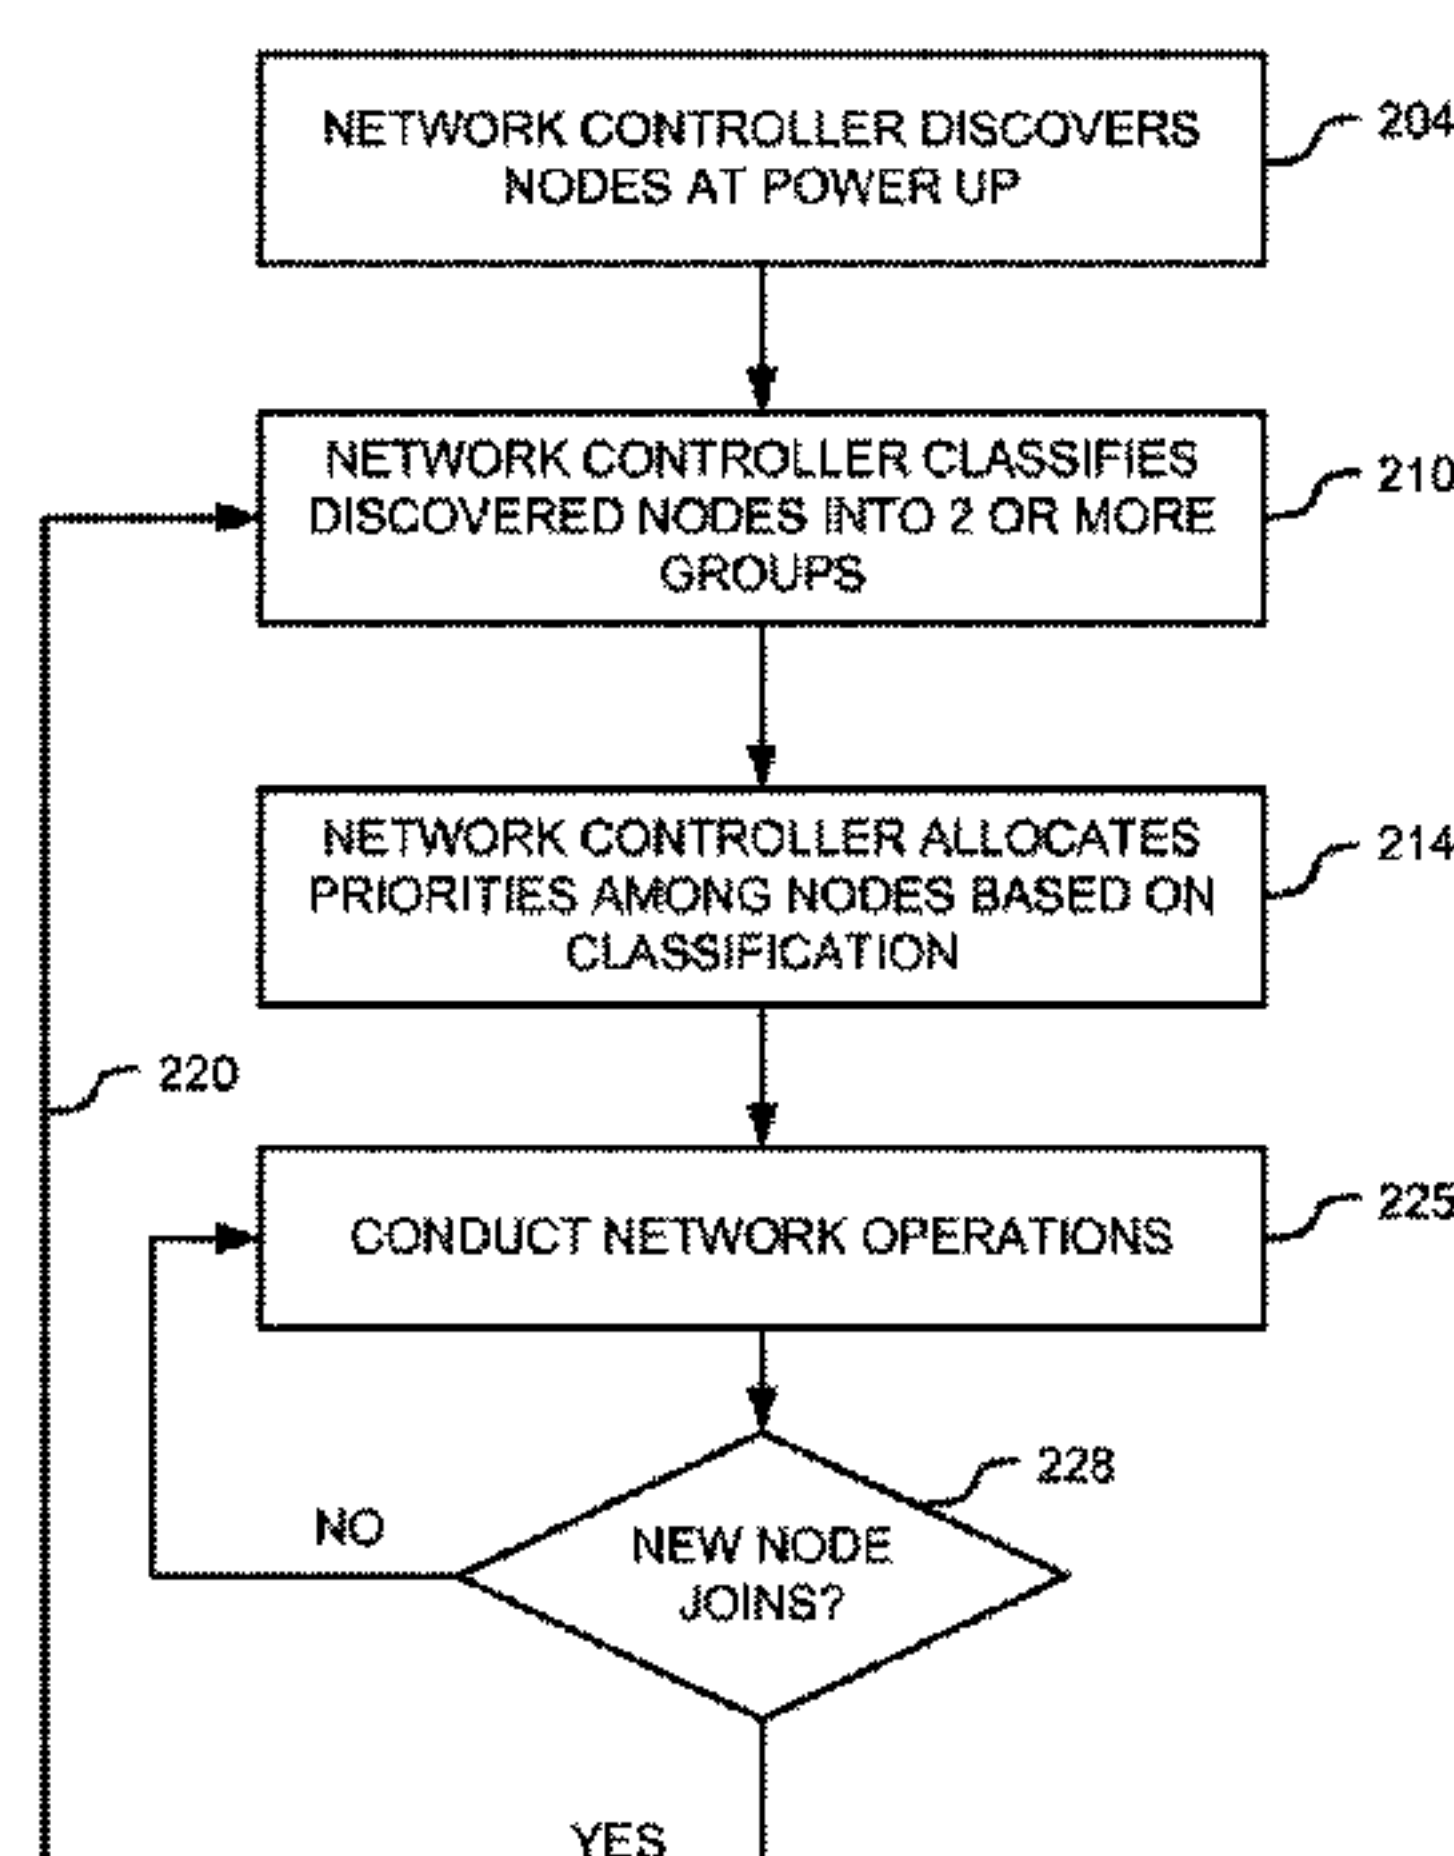 NETWORK CONTROLLER DISCOVERS
NODES AT POWER UP
204
NETWORK CONTROLLER CLASSIFIES
DISCOVERED NODES INTO 2 OR MORE
GROUPS
210
NETWORK CONTROLLER ALLOCATES
PRIORITIES AMONG NODES BASED ON
CLASSIFICATION
214
220
CONDUCT NETWORK OPERATIONS
225
228
NO
NEW NODE
JOINS?
YES